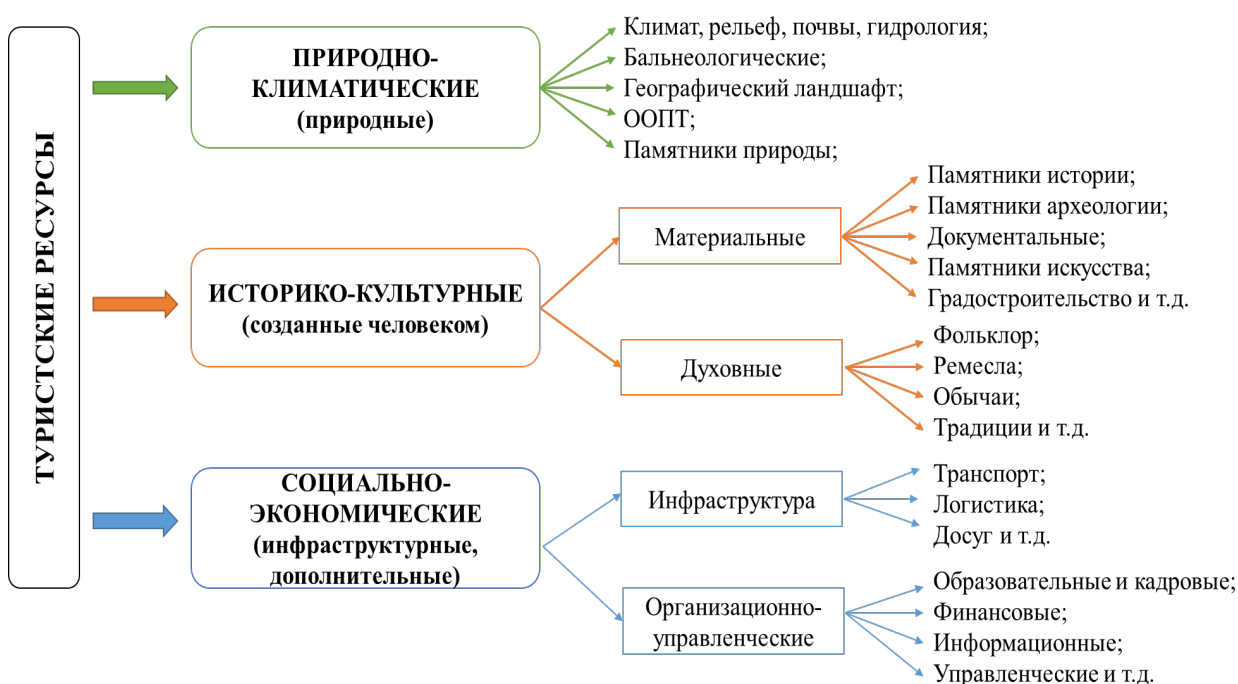 ТУРИСТСКИЕ РЕСУРСЫ
ПРИРОДНО-
КЛИМАТИЧЕСКИЕ
(природные)
Климат, рельеф, почвы, гидрология;
Бальнеологические;
Географический ландшафт;
ООПТ;
Памятники природы;
ИСТОРИКО-КУЛЬТУРНЫЕ
(созданные человеком)
Материальные
Памятники истории;
Памятники археологии;
Документальные;
Памятники искусства;
Градостроительство и т.д.
Духовные
Фольклор;
Ремесла;
Обычаи;
Традиции и т.д.
СОЦИАЛЬНО-
ЭКОНОМИЧЕСКИЕ
(инфраструктурные,
дополнительные)
Инфраструктура
Транспорт;
Логистика;
Досуг и т.д.
Организационно-
управленческие
Образовательные и кадровые;
Финансовые;
Информационные;
Управленческие и т.д.